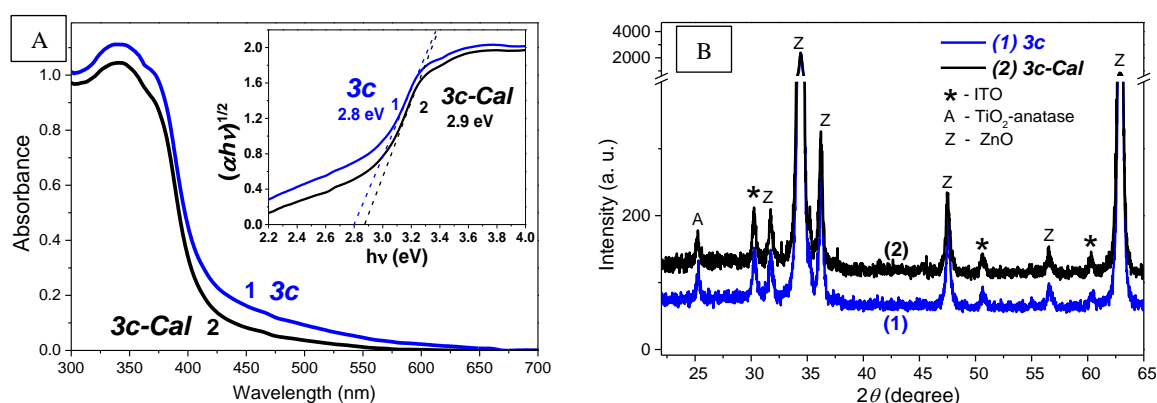 A
1.0
0.8
0.6
0.4
0.2
0.0
Absorbance
300 350 400 450 500 550 600 650 700
Wavelength (nm)
1 3c
3c-Cal 2
2.0
1.6
1.2
0.8
0.4
0.0
(αhν)1/2
2.2 2.4 2.6 2.8 3.0 3.2 3.4 3.6 3.8 4.0
hν (eV)
3c
2.8 eV
1
2
3c-Cal
2.9 eV
B
4000
2000
200
0
Intensity (a. u.)
25 30 35 40 45 50 55 60 65
2θ (degree)
(1) 3c
(2) 3c-Cal
* - ITO
A - TiO2-anatase
Z - ZnO
A
*
Z
Z
Z
Z
*
Z
*
Z
(2)
(1)